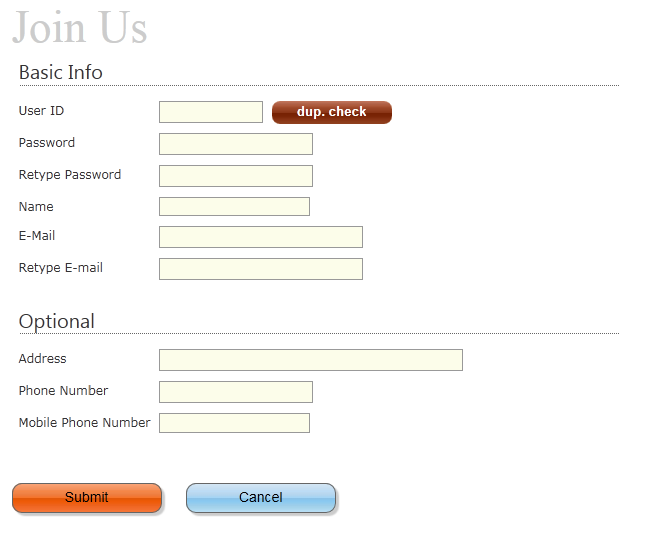 Join Us
Basic Info
User ID dup. check
Password
Retype Password
Name
E-Mail
Retype E-mail
Optional
Address
Phone Number
Mobile Phone Number
Submit Cancel